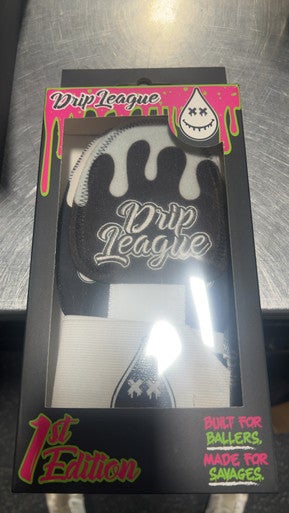 Drip League
Drip
League
1st
Edition
BUILT FOR
BALLERS.
MADE FOR
SAVAGES.